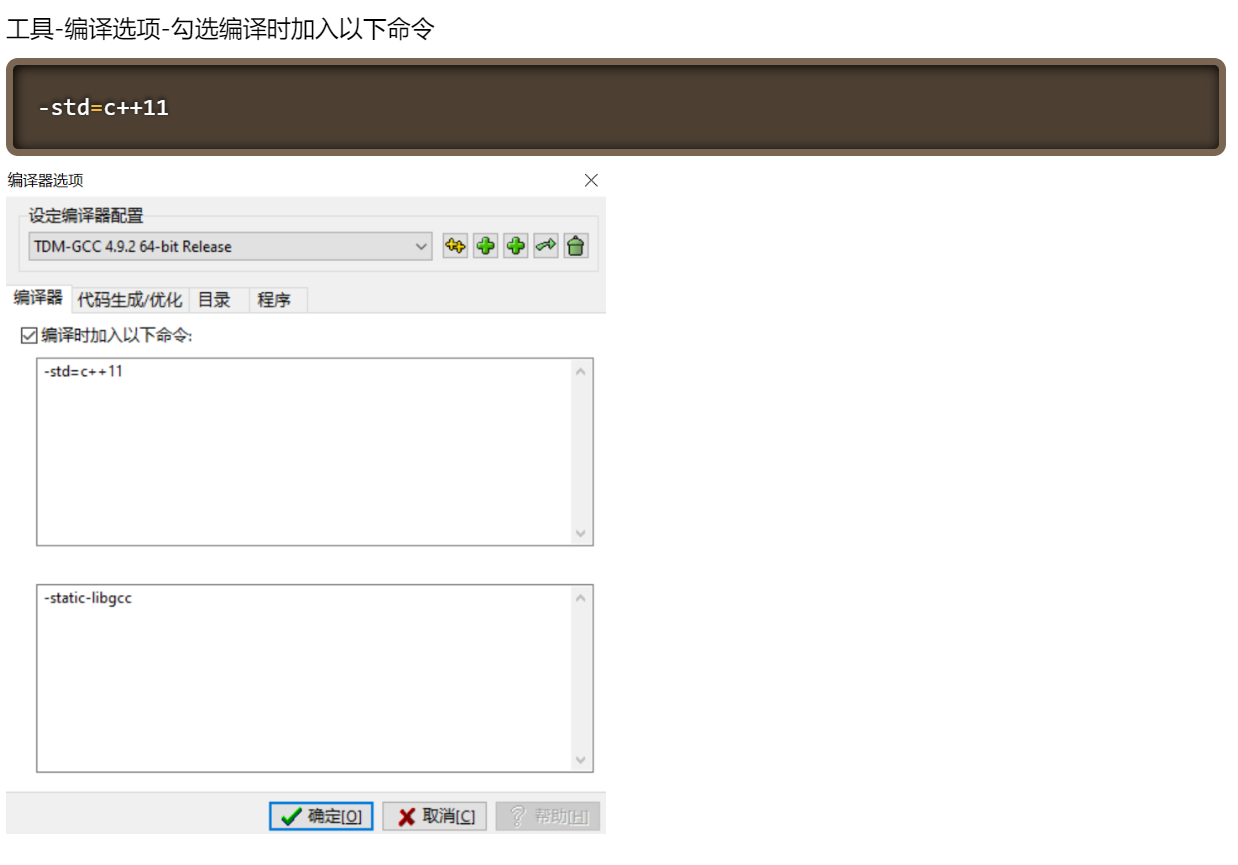 工具-编译选项-勾选编译时加入以下命令
-std=c++11
编译器选项
设定编译器配置
TDM-GCC 4.9.2 64-bit Release
编译器 代码生成/优化 目录 程序
编译时加入以下命令:
-std=c++11
-static-libgcc
确定[O] 取消[C] 帮助[H]